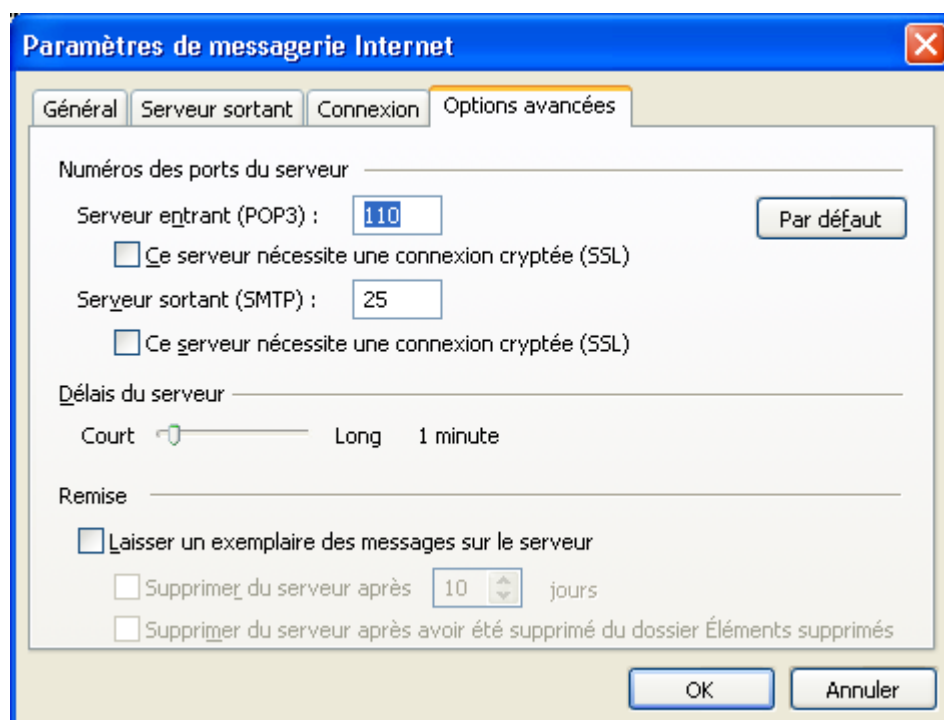 Paramètres de messagerie Internet
Général Serveur sortant Connexion Options avancées
Numéros des ports du serveur
Serveur entrant (POP3) : 110 Par défaut
Ce serveur nécessite une connexion cryptée (SSL)
Serveur sortant (SMTP) : 25
Ce serveur nécessite une connexion cryptée (SSL)
Délais du serveur
Court Long 1 minute
Remise
Laisser un exemplaire des messages sur le serveur
Supprimer du serveur après 10 jours
Supprimer du serveur après avoir été supprimé du dossier Éléments supprimés
OK Annuler